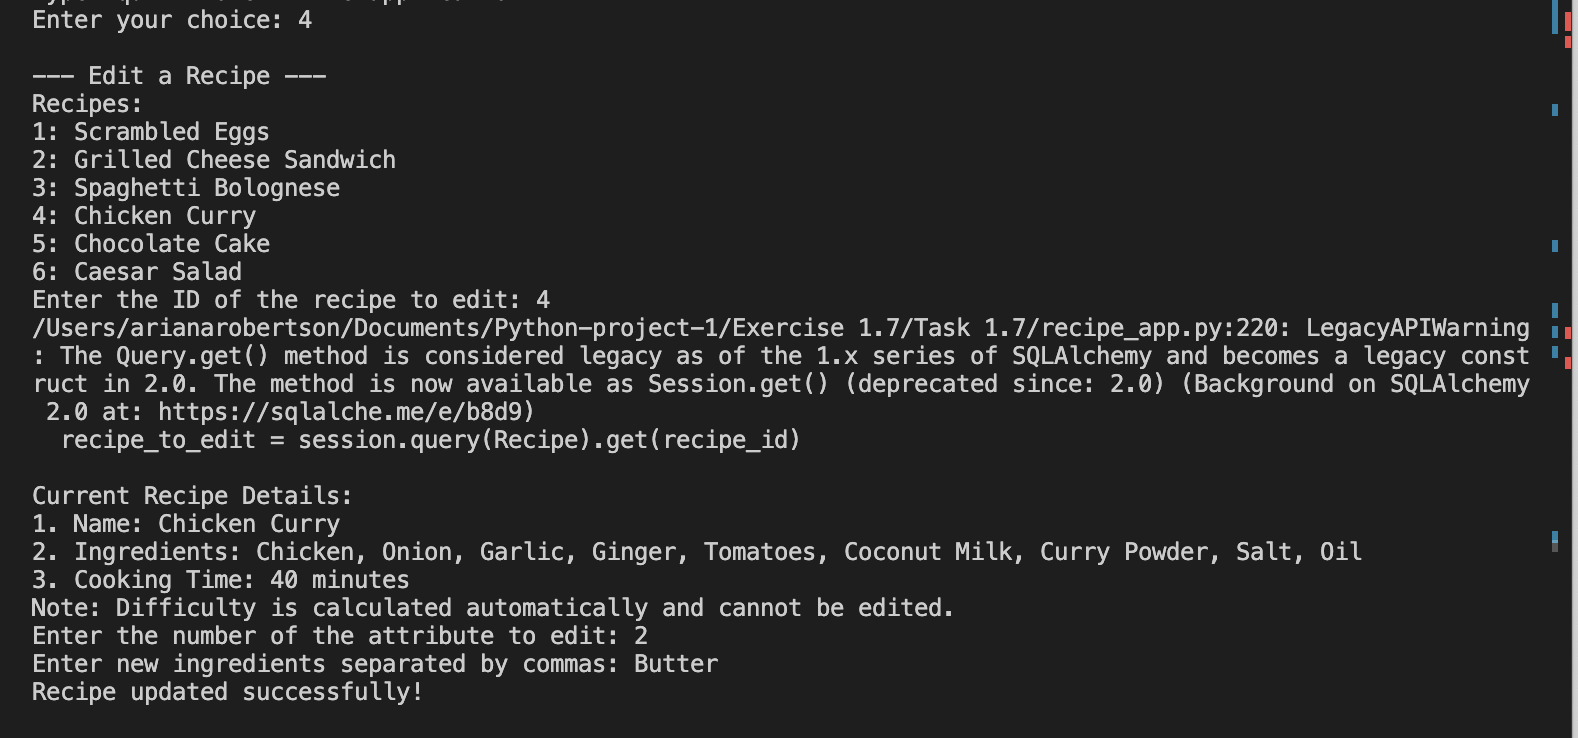 Enter your choice: 4
--- Edit a Recipe ---
Recipes:
1: Scrambled Eggs
2: Grilled Cheese Sandwich
3: Spaghetti Bolognese
4: Chicken Curry
5: Chocolate Cake
6: Caesar Salad
Enter the ID of the recipe to edit: 4
/Users/arianarobertson/Documents/Python-project-1/Exercise 1.7/Task 1.7/recipe_app.py:220: LegacyAPIWarning
: The Query.get() method is considered legacy as of the 1.x series of SQLAlchemy and becomes a legacy const
ruct in 2.0. The method is now available as Session.get() (deprecated since: 2.0) (Background on SQLAlchemy
 2.0 at: https://sqlalche.me/e/b8d9)
  recipe_to_edit = session.query(Recipe).get(recipe_id)
Current Recipe Details:
1. Name: Chicken Curry
2. Ingredients: Chicken, Onion, Garlic, Ginger, Tomatoes, Coconut Milk, Curry Powder, Salt, Oil
3. Cooking Time: 40 minutes
Note: Difficulty is calculated automatically and cannot be edited.
Enter the number of the attribute to edit: 2
Enter new ingredients separated by commas: Butter
Recipe updated successfully!